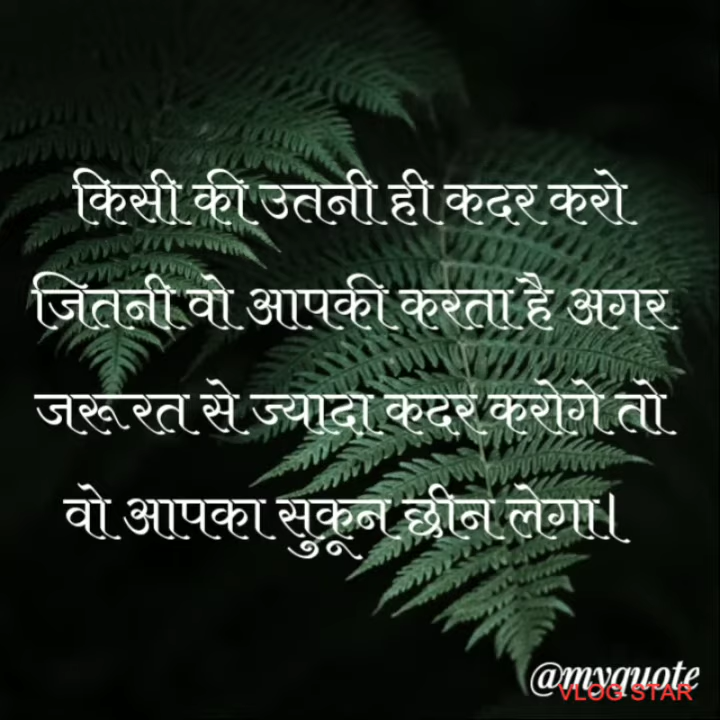 किसी की उतनी ही कदर करो
जितनी वो आपकी करता है अगर
जरूरत से ज्यादा कदर करोगे तो
वो आपका सुकून छीन लेगा।
@myquote
VLOG STAR